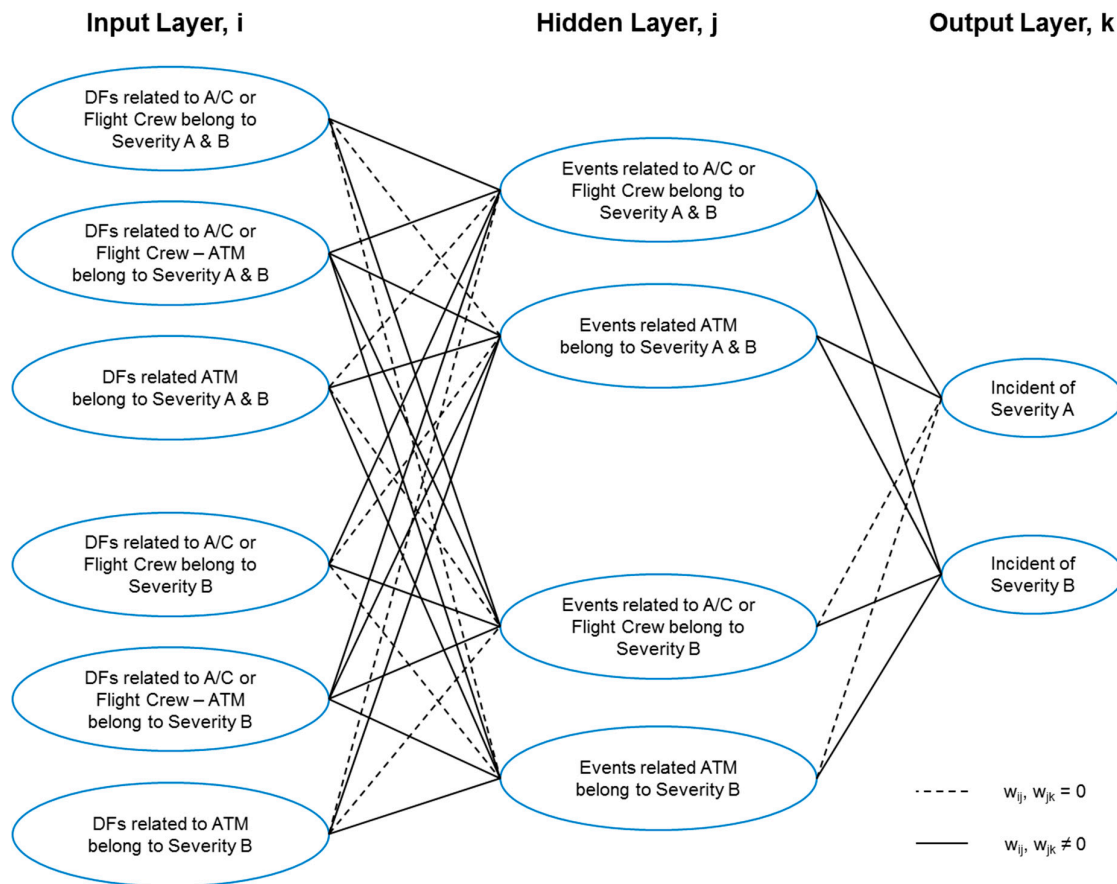 Input Layer, i
Hidden Layer, j
Output Layer, k
DFs related to A/C or
Flight Crew belong to
Severity A & B
DFs related to A/C or
Flight Crew – ATM
belong to Severity A & B
DFs related ATM
belong to Severity A & B
DFs related to A/C or
Flight Crew belong to
Severity B
DFs related to A/C or
Flight Crew – ATM
belong to Severity B
DFs related to ATM
belong to Severity B
Events related to A/C or
Flight Crew belong to
Severity A & B
Events related ATM
belong to Severity A & B
Events related to A/C or
Flight Crew belong to
Severity B
Events related ATM
belong to Severity B
Incident of
Severity A
Incident of
Severity B
wij, wjk = 0
wij, wjk ≠ 0